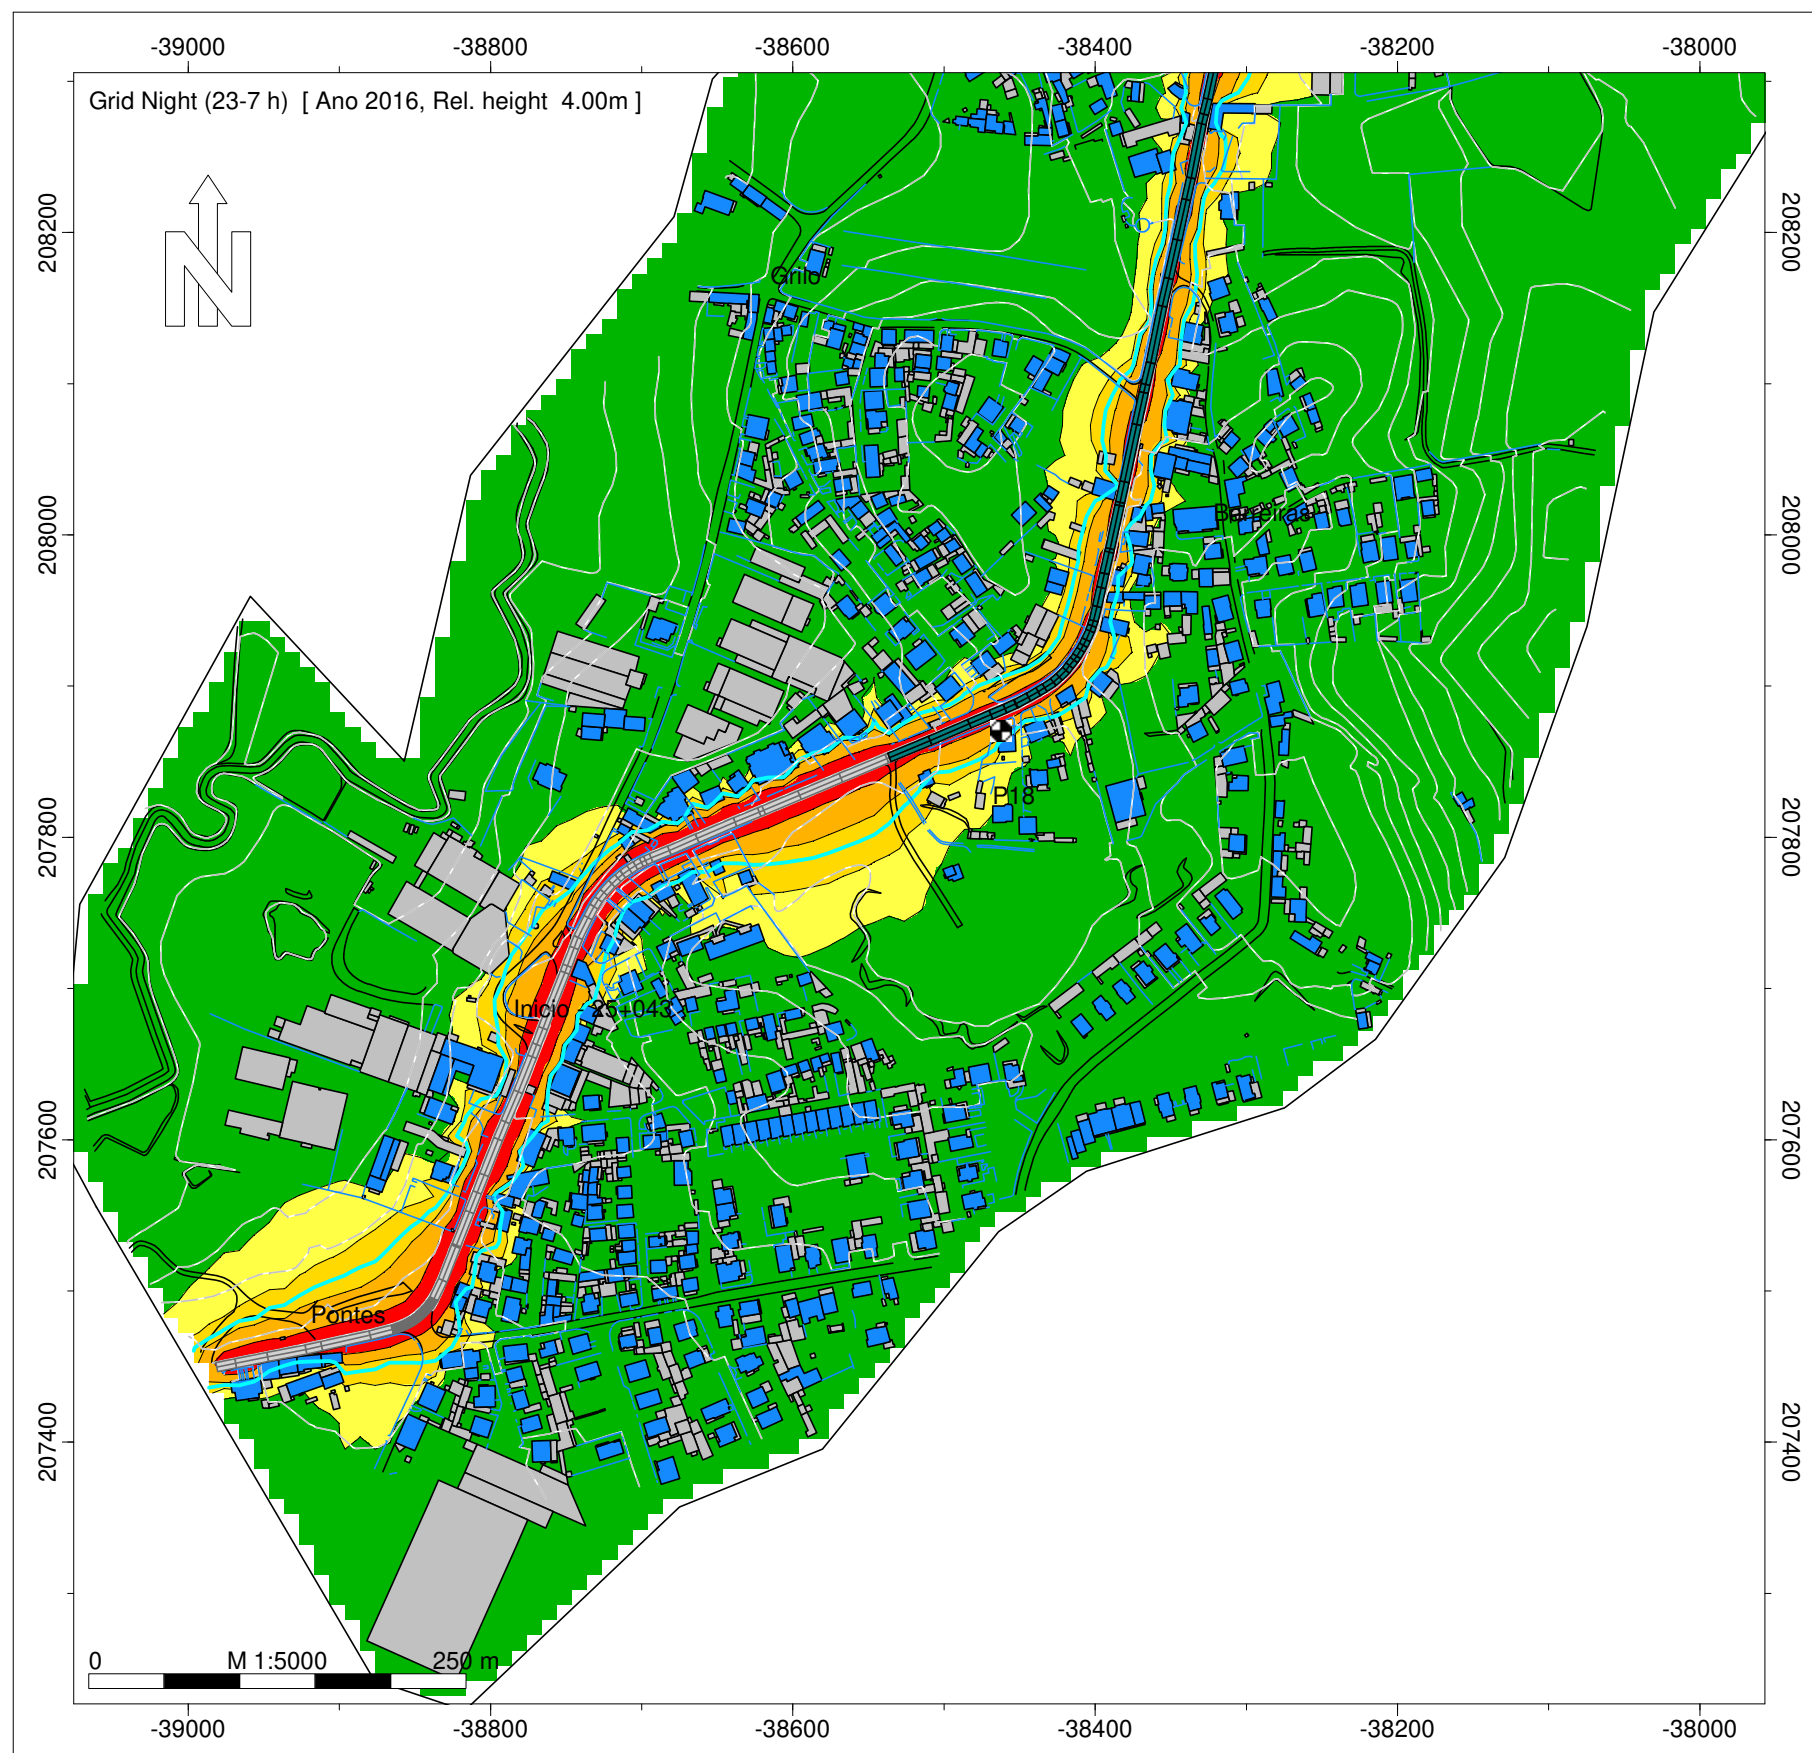 -39000 -38800 -38600 -38400 -38200 -38000
Grid Night (23-7 h) [ Ano 2016, Rel. height 4.00m ]
N
208200 208200
Grilo
208000 Barreiras 208000
P18
207800 207800
Inicio - 25+043
207600 207600
Pontes
207400 207400
0 M 1:5000 250 m
-39000 -38800 -38600 -38400 -38200 -38000